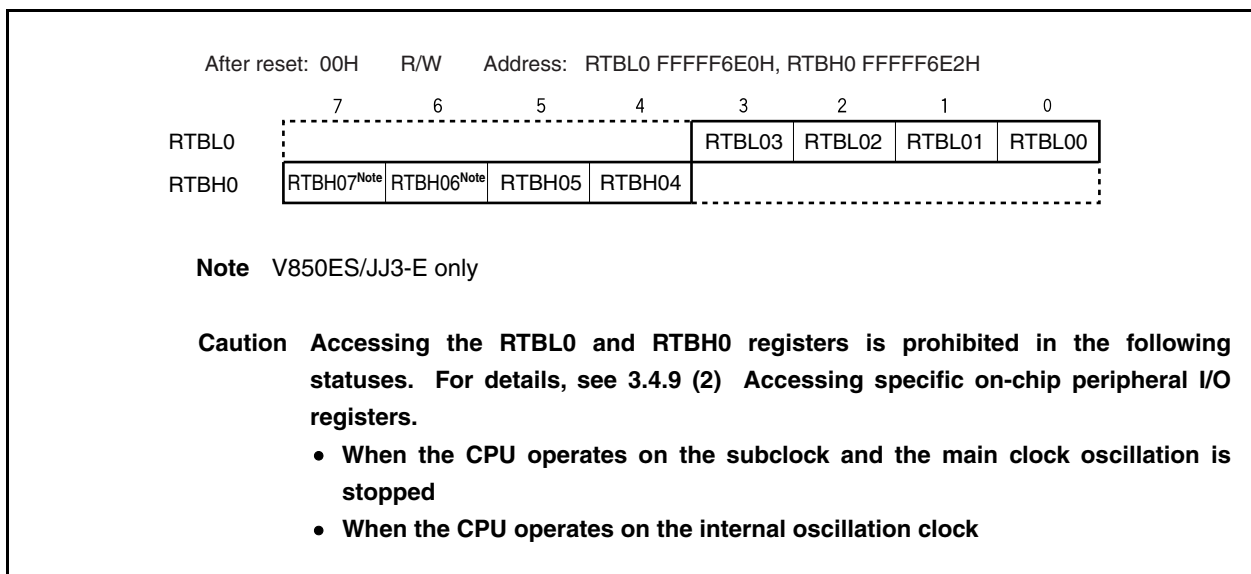 After reset: 00H R/W Address: RTBL0 FFFFF6E0H, RTBH0 FFFFF6E2H
7 6 5 4 3 2 1 0
RTBL0 RTBL03 RTBL02 RTBL01 RTBL00
RTBH0 RTBH07Note RTBH06Note RTBH05 RTBH04
Note V850ES/JJ3-E only
Caution Accessing the RTBL0 and RTBH0 registers is prohibited in the following
statuses. For details, see 3.4.9 (2) Accessing specific on-chip peripheral I/O
registers.
• When the CPU operates on the subclock and the main clock oscillation is
stopped
• When the CPU operates on the internal oscillation clock